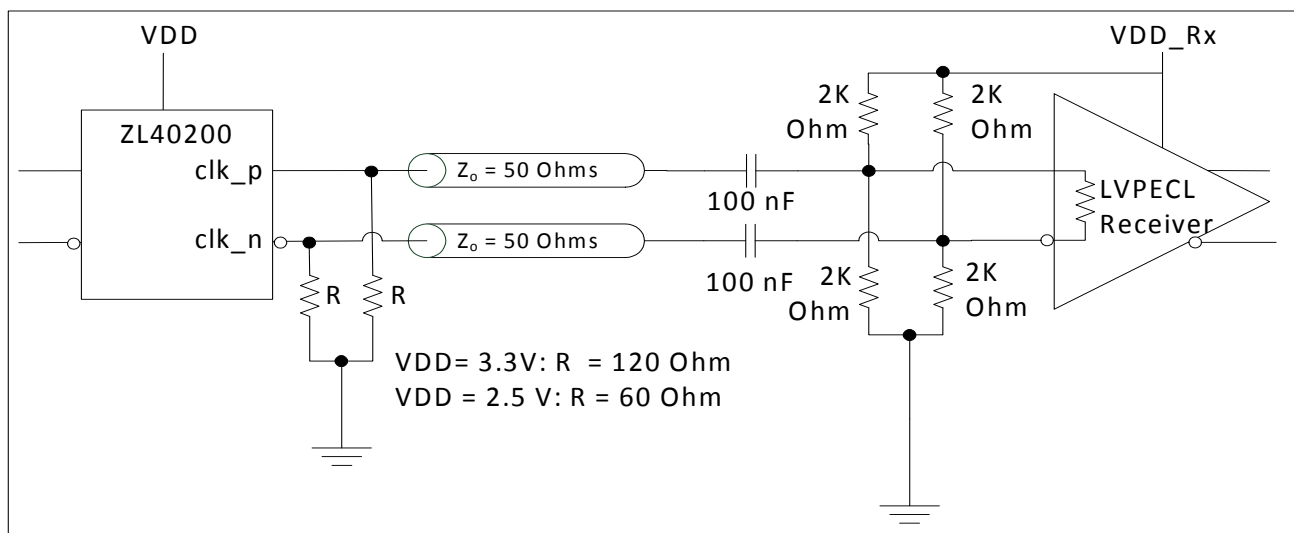 VDD
VDD_Rx
2K
Ohm
2K
Ohm
ZL40200
clk_p
Zo = 50 Ohms
100 nF
LVPECL
Receiver
clk_n
Zo = 50 Ohms
100 nF
2K
Ohm
2K
Ohm
R
R
VDD= 3.3V: R = 120 Ohm
VDD = 2.5 V: R = 60 Ohm